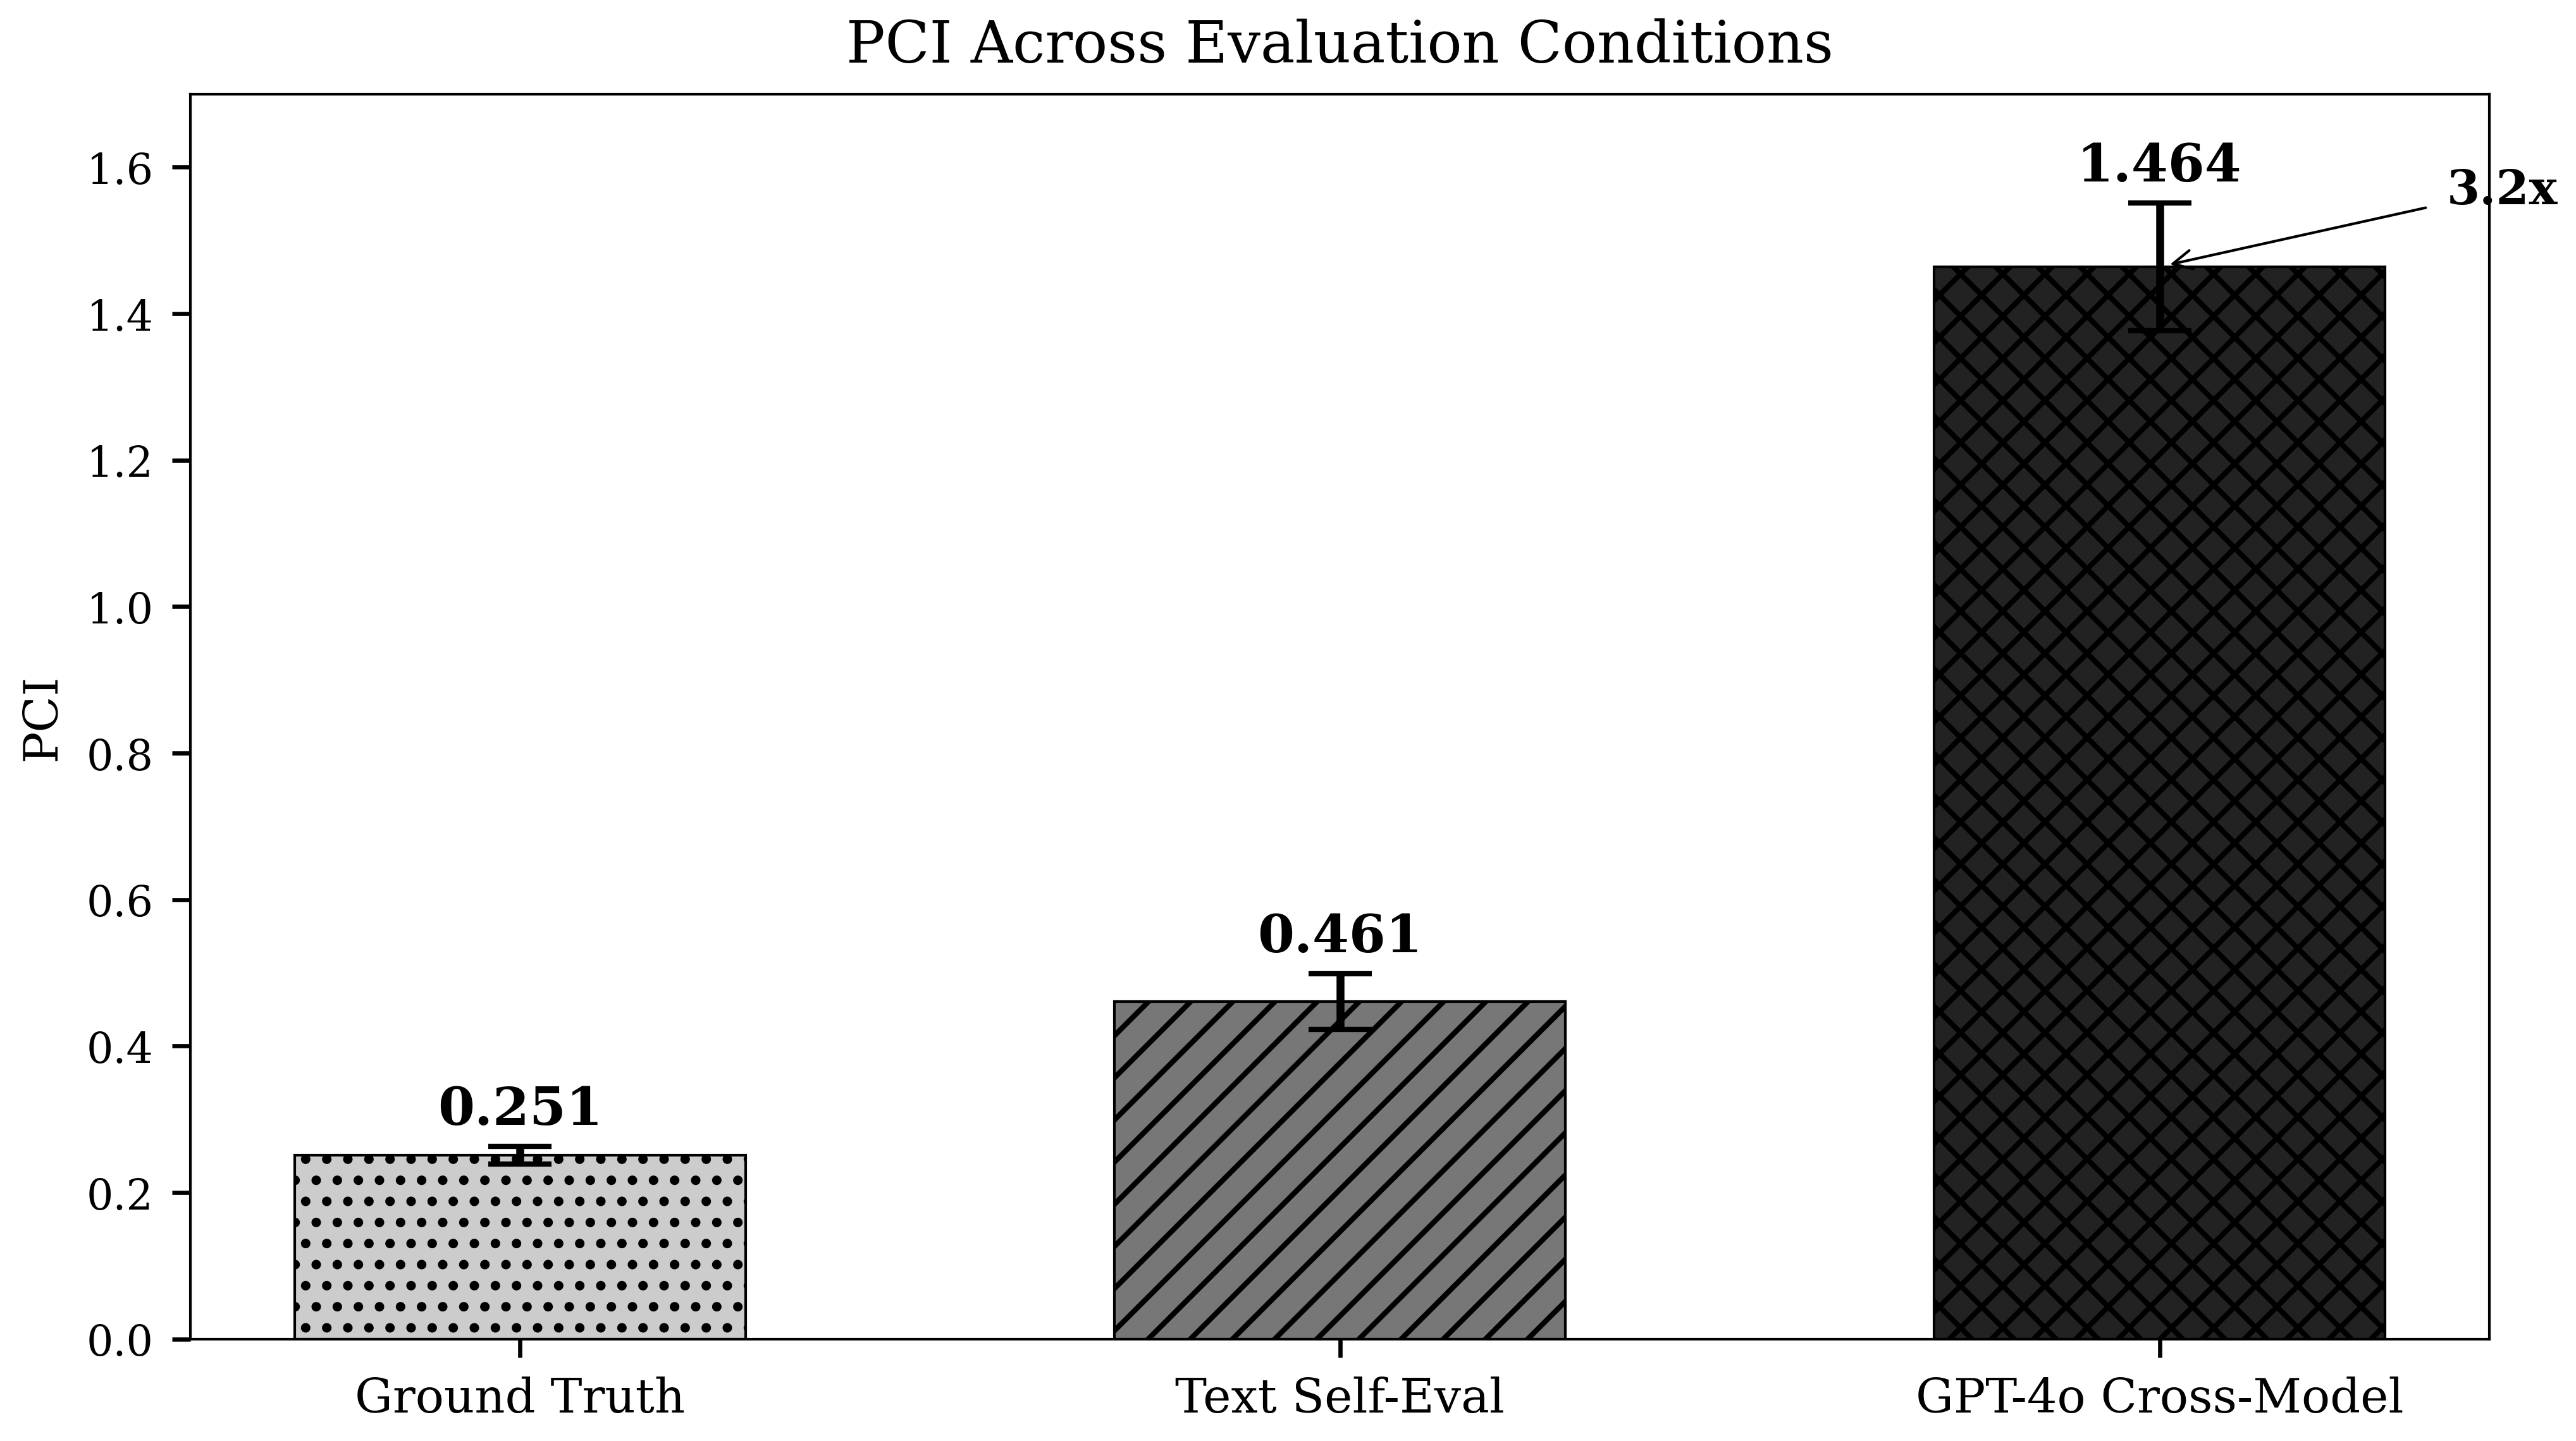 PCI Across Evaluation Conditions
1.6
1.4
1.2
1.0
0.8
0.6
0.4
0.2
0.0
PCI
0.251
0.461
1.464
3.2x
Ground Truth
Text Self-Eval
GPT-4o Cross-Model